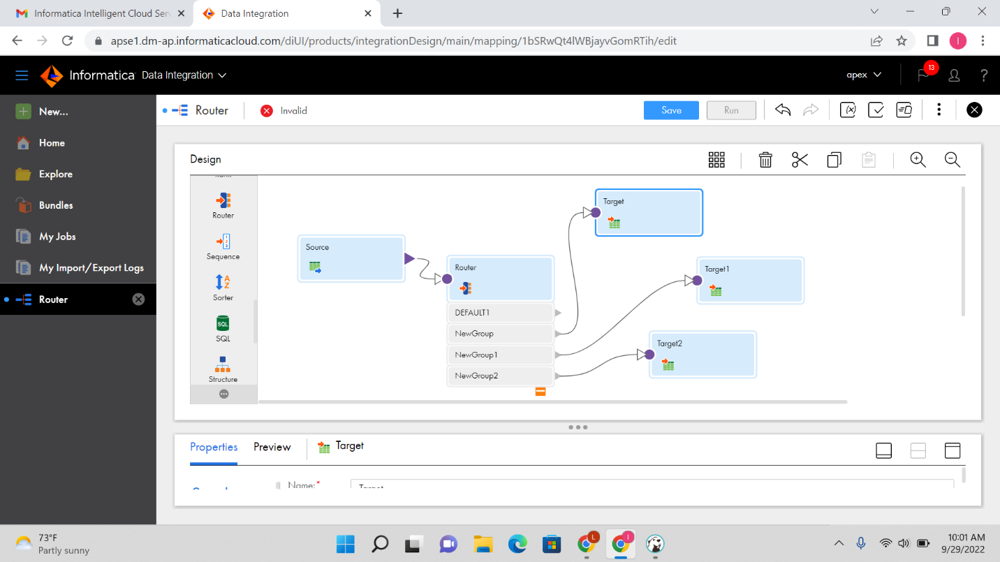 Informatica Intelligent Cloud Ser
Data Integration
apse1.dm-ap.informaticacloud.com/diUI/products/integrationDesign/main/mapping/1bSRwQt4lWBjayvGomRTih/edit
I
Informatica Data Integration
apex
13
?
New...
Home
Explore
Bundles
My Jobs
My Import/Export Logs
Router
Router
Invalid
Save
Run
Design
Router
Sequence
Sorter
SQL
SQL
Structure
Source
Router
DEFAULT1
NewGroup
NewGroup1
NewGroup2
Target
Target1
Target2
Properties
Preview
Target
Name:*
Target
73°F
Partly sunny
L
I
10:01 AM
9/29/2022